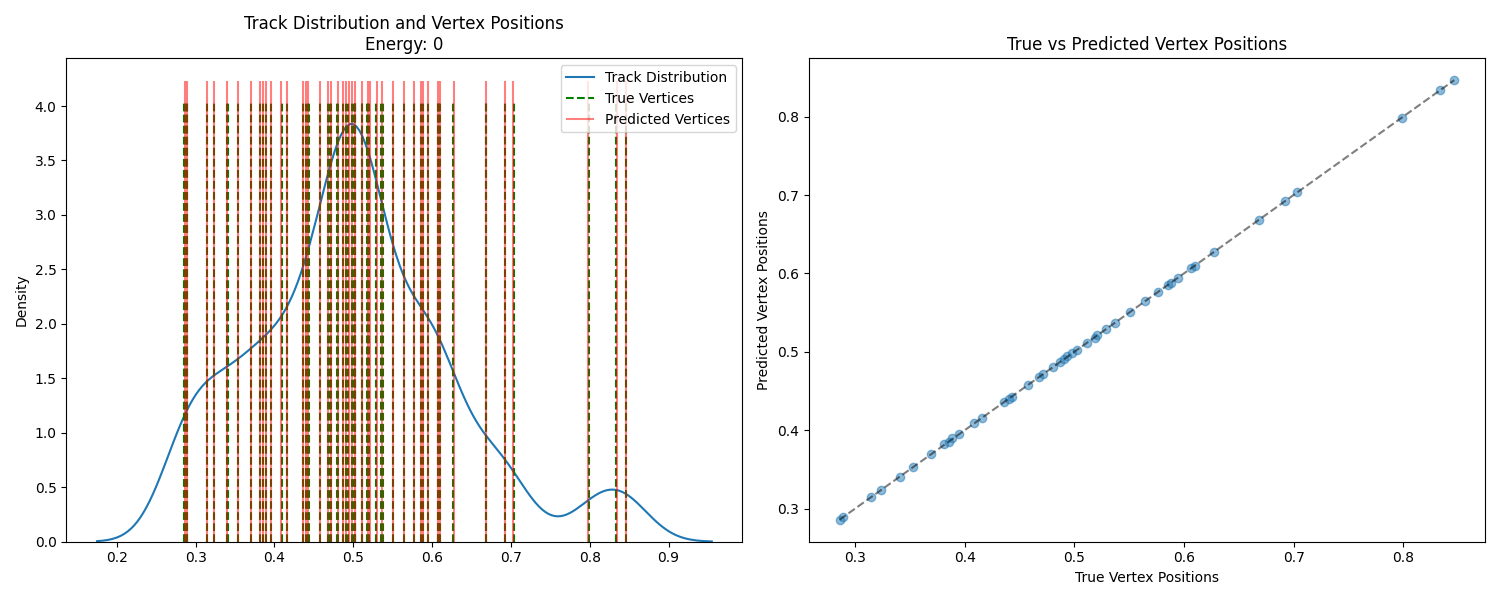 Track Distribution and Vertex Positions
Energy: 0
Density
4.0
3.5
3.0
2.5
2.0
1.5
1.0
0.5
0.0
0.2 0.3 0.4 0.5 0.6 0.7 0.8 0.9
Track Distribution
True Vertices
Predicted Vertices
True vs Predicted Vertex Positions
Predicted Vertex Positions
0.8
0.7
0.6
0.5
0.4
0.3
0.3 0.4 0.5 0.6 0.7 0.8
True Vertex Positions